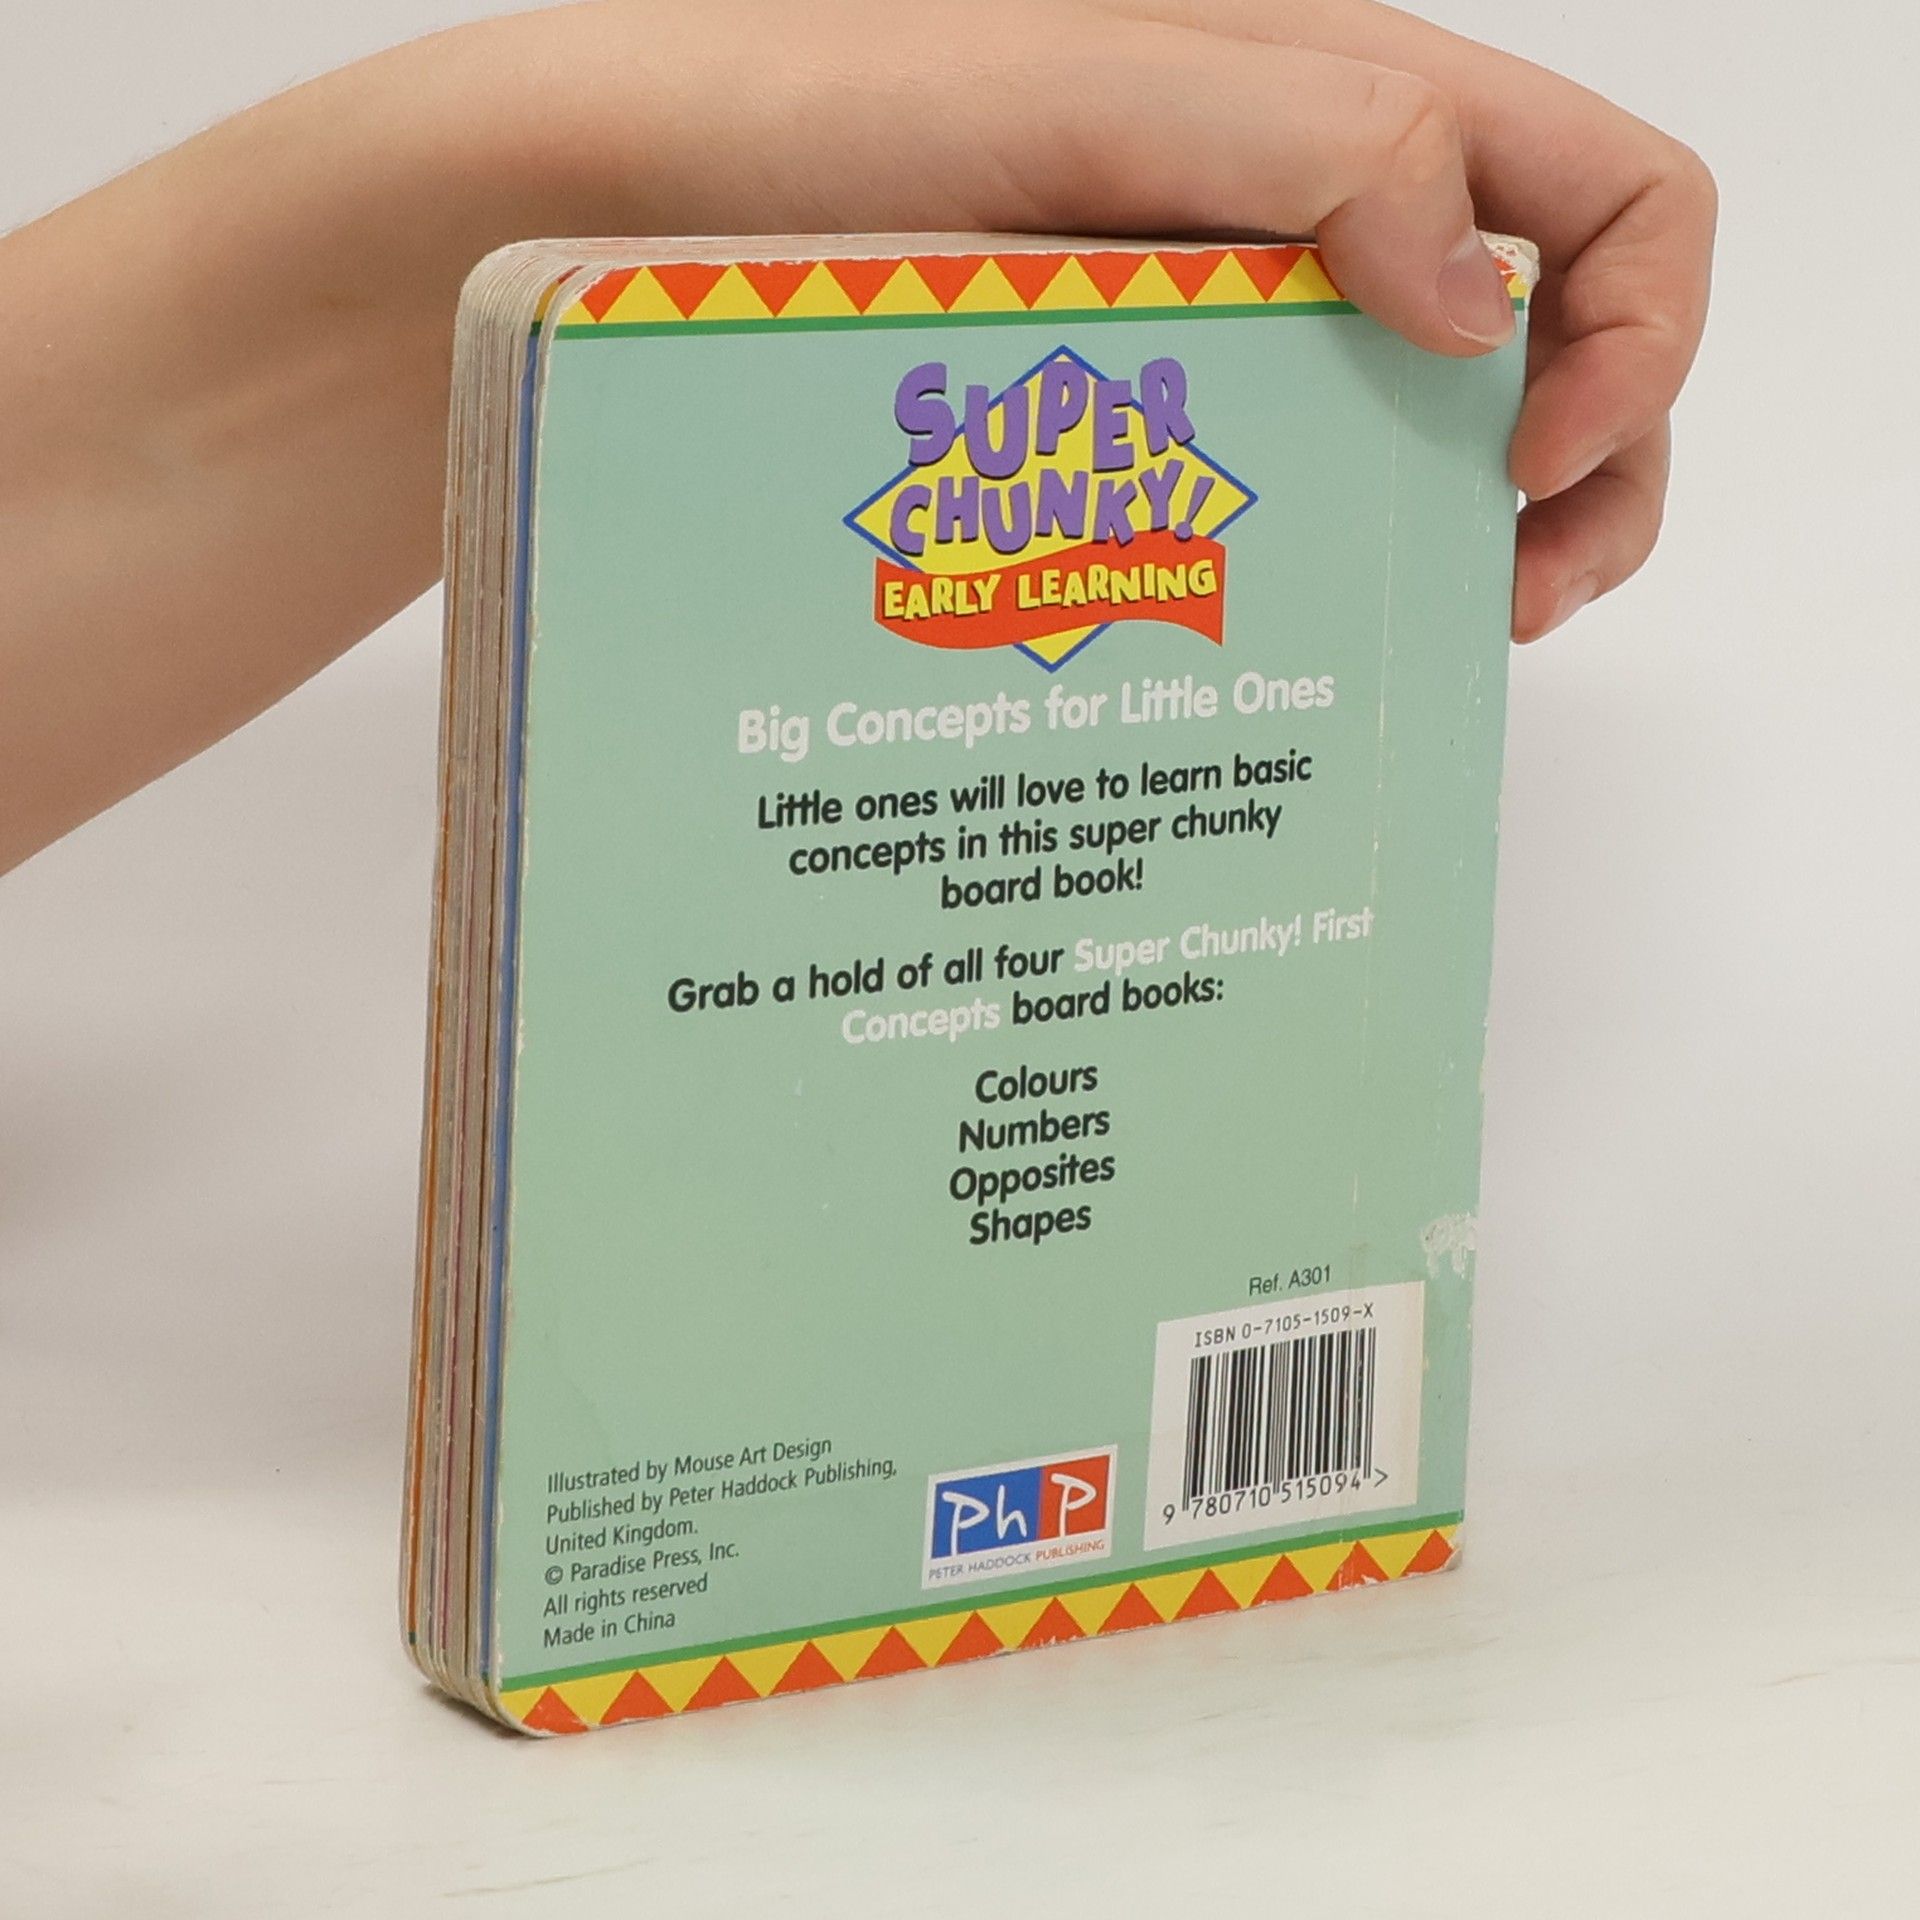 SUPER
CHUNKY!
EARLY LEARNING
Big Concepts for Little Ones
Little ones will love to learn basic
concepts in this super chunky
board book!
Grab a hold of all four Super Chunky! First
Concepts board books:
Colours
Numbers
Opposites
Shapes
Ref. A301
ISBN 0-7105-1509-X
9 780710 515094 >
Illustrated by Mouse Art Design
Published by Peter Haddock Publishing,
United Kingdom.
© Paradise Press, Inc.
All rights reserved
Made in China
PhP
PETER HADDOCK PUBLISHING